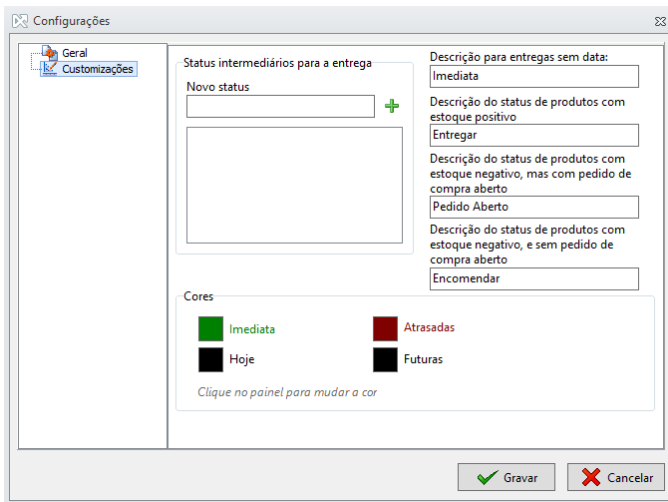 Configurações
Geral
Customizações
Status intermediários para a entrega
Novo status
Descrição para entregas sem data:
Imediata
Descrição do status de produtos com
estoque positivo
Entregar
Descrição do status de produtos com
estoque negativo, mas com pedido de
compra aberto
Pedido Aberto
Descrição do status de produtos com
estoque negativo, e sem pedido de
compra aberto
Encomendar
Cores
Imediata
Atrasadas
Hoje
Futuras
Clique no painel para mudar a cor
Gravar
Cancelar